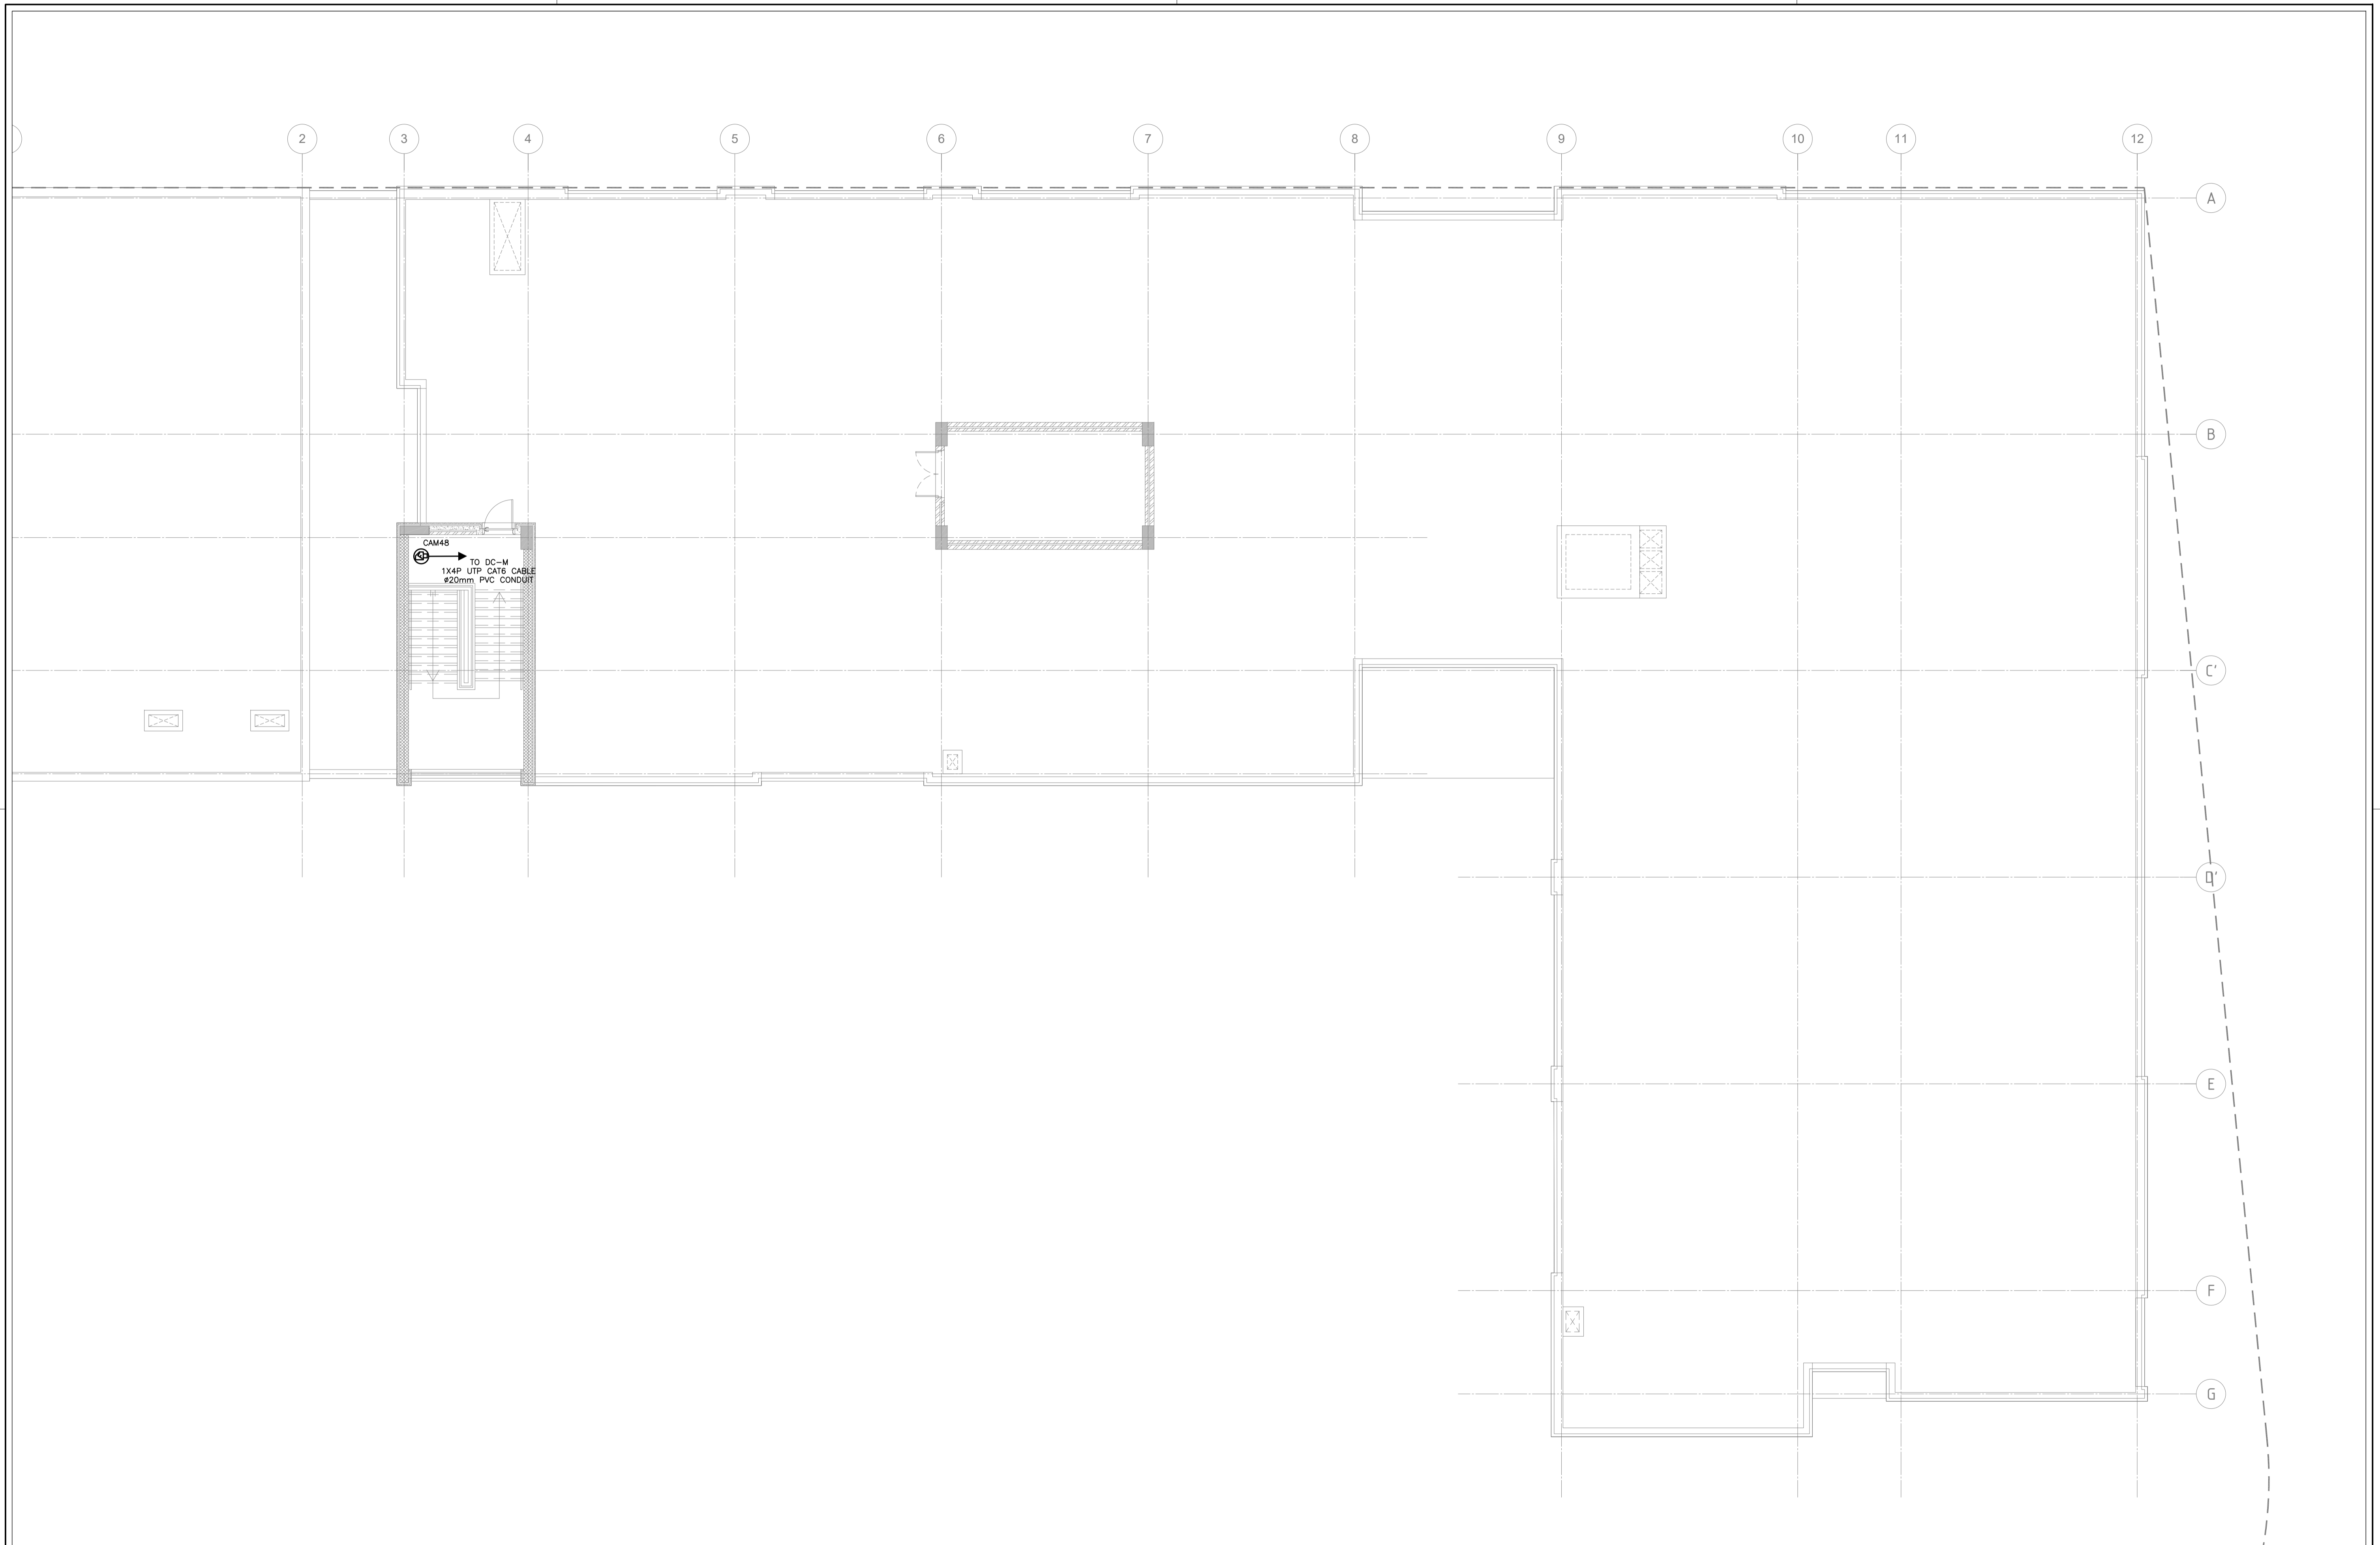 2
3
4
5
6
7
8
9
10
11
12
A
B
CAM48
TO DC-M
1X4P UTP CAT6 CABLE
ø20mm PVC CONDUIT
C'
D'
E
F
G